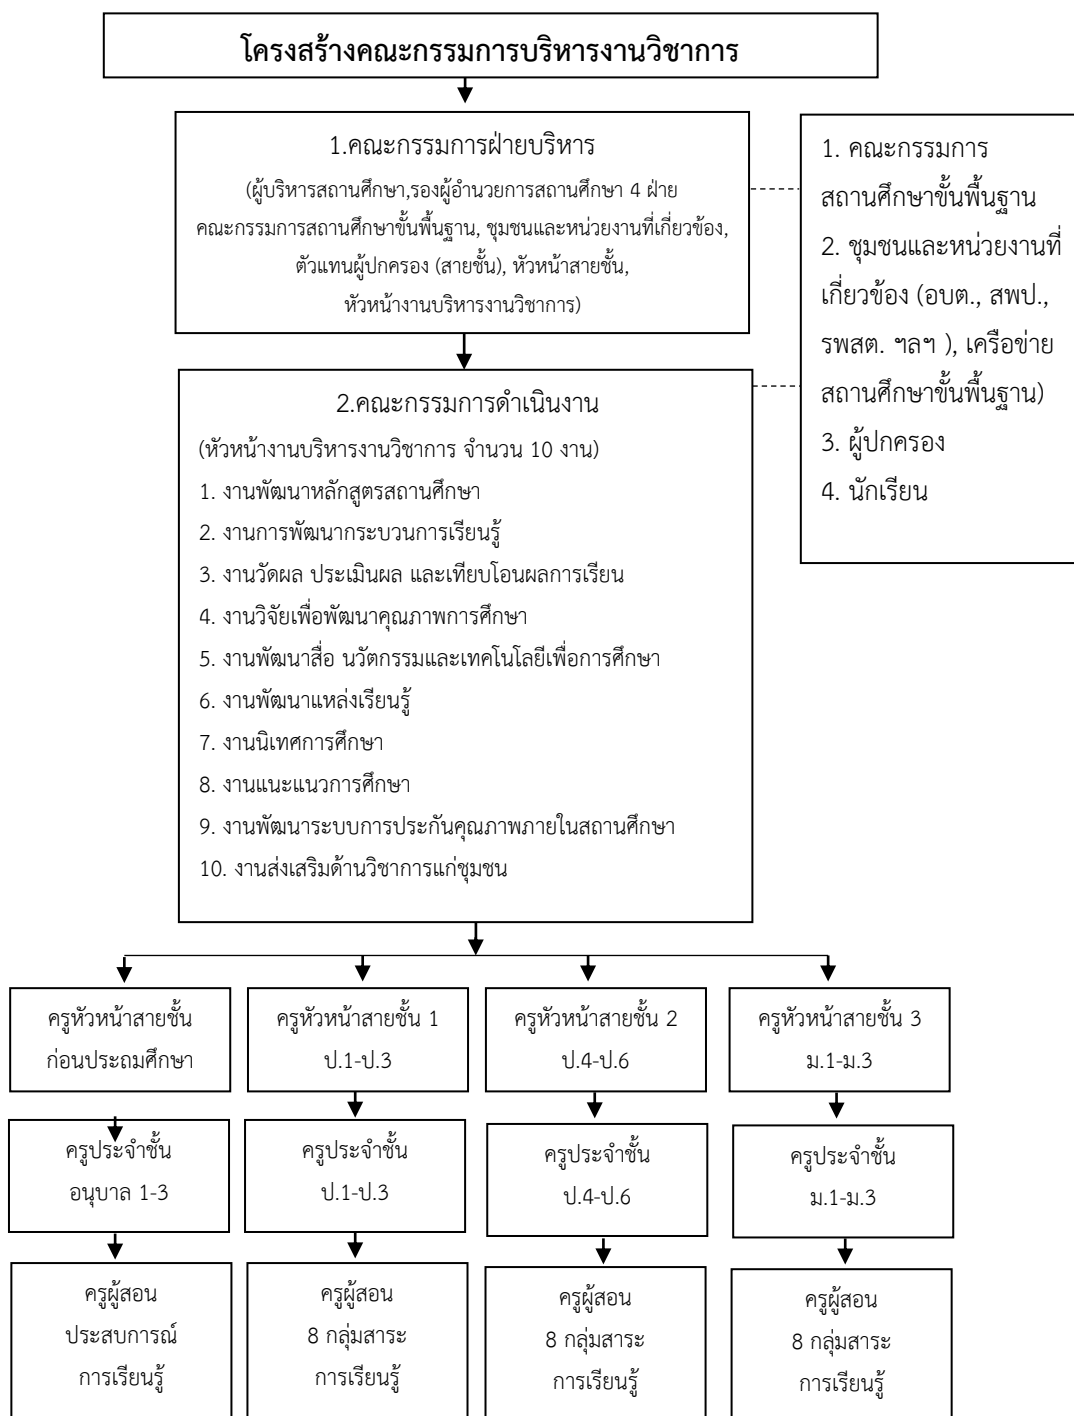 โครงสร้างคณะกรรมการบริหารงานวิชาการ
1.คณะกรรมการฝ่ายบริหาร
(ผู้บริหารสถานศึกษา,รองผู้อำนวยการสถานศึกษา 4 ฝ่าย
คณะกรรมการสถานศึกษาขั้นพื้นฐาน, ชุมชนและหน่วยงานที่เกี่ยวข้อง,
ตัวแทนผู้ปกครอง (สายชั้น), หัวหน้าสายชั้น,
หัวหน้างานบริหารงานวิชาการ)
1. คณะกรรมการ
สถานศึกษาขั้นพื้นฐาน
2. ชุมชนและหน่วยงานที่
เกี่ยวข้อง (อบต., สพป.,
รพสต. ฯลฯ ), เครือข่าย
สถานศึกษาขั้นพื้นฐาน)
3. ผู้ปกครอง
4. นักเรียน
2.คณะกรรมการดำเนินงาน
(หัวหน้างานบริหารงานวิชาการ จำนวน 10 งาน)
1. งานพัฒนาหลักสูตรสถานศึกษา
2. งานการพัฒนากระบวนการเรียนรู้
3. งานวัดผล ประเมินผล และเทียบโอนผลการเรียน
4. งานวิจัยเพื่อพัฒนาคุณภาพการศึกษา
5. งานพัฒนาสื่อ นวัตกรรมและเทคโนโลยีเพื่อการศึกษา
6. งานพัฒนาแหล่งเรียนรู้
7. งานนิเทศการศึกษา
8. งานแนะแนวการศึกษา
9. งานพัฒนาระบบการประกันคุณภาพภายในสถานศึกษา
10. งานส่งเสริมด้านวิชาการแก่ชุมชน
ครูหัวหน้าสายชั้น
ก่อนประถมศึกษา
ครูหัวหน้าสายชั้น 1
ป.1-ป.3
ครูหัวหน้าสายชั้น 2
ป.4-ป.6
ครูหัวหน้าสายชั้น 3
ม.1-ม.3
ครูประจำชั้น
อนุบาล 1-3
ครูประจำชั้น
ป.1-ป.3
ครูประจำชั้น
ป.4-ป.6
ครูประจำชั้น
ม.1-ม.3
ครูผู้สอน
ประสบการณ์
การเรียนรู้
ครูผู้สอน
8 กลุ่มสาระ
การเรียนรู้
ครูผู้สอน
8 กลุ่มสาระ
การเรียนรู้
ครูผู้สอน
8 กลุ่มสาระ
การเรียนรู้